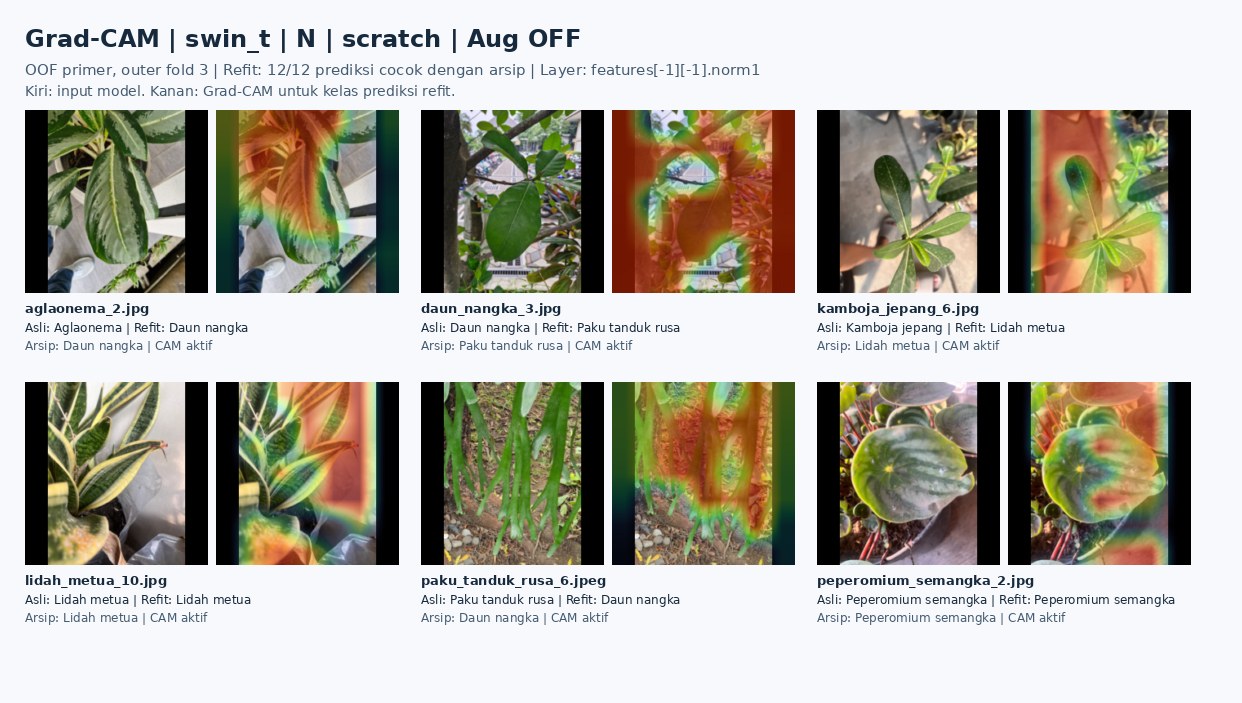 Grad-CAM | swin_t | N | scratch | Aug OFF
OOF primer, outer fold 3 | Refit: 12/12 prediksi cocok dengan arsip | Layer: features[-1][-1].norm1
Kiri: input model. Kanan: Grad-CAM untuk kelas prediksi refit.
aglaonema_2.jpg
Asli: Aglaonema | Refit: Daun nangka
Arsip: Daun nangka | CAM aktif
daun_nangka_3.jpg
Asli: Daun nangka | Refit: Paku tanduk rusa
Arsip: Paku tanduk rusa | CAM aktif
kamboja_jepang_6.jpg
Asli: Kamboja jepang | Refit: Lidah metua
Arsip: Lidah metua | CAM aktif
lidah_metua_10.jpg
Asli: Lidah metua | Refit: Lidah metua
Arsip: Lidah metua | CAM aktif
paku_tanduk_rusa_6.jpeg
Asli: Paku tanduk rusa | Refit: Daun nangka
Arsip: Daun nangka | CAM aktif
peperomium_semangka_2.jpg
Asli: Peperomium semangka | Refit: Peperomium semangka
Arsip: Peperomium semangka | CAM aktif